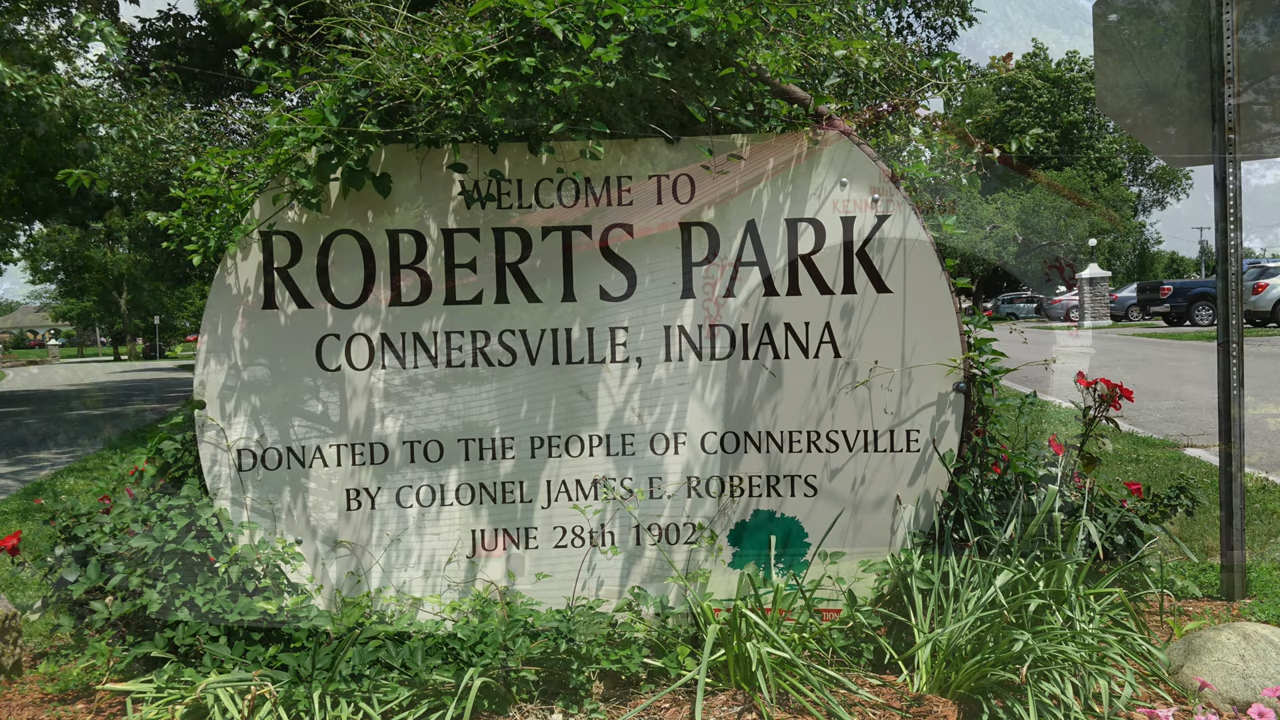 WELCOME TO
ROBERTS PARK
CONNERSVILLE, INDIANA
DONATED TO THE PEOPLE OF CONNERSVILLE
BY COLONEL JAMES E. ROBERTS
JUNE 28th 1902
KENNEDY